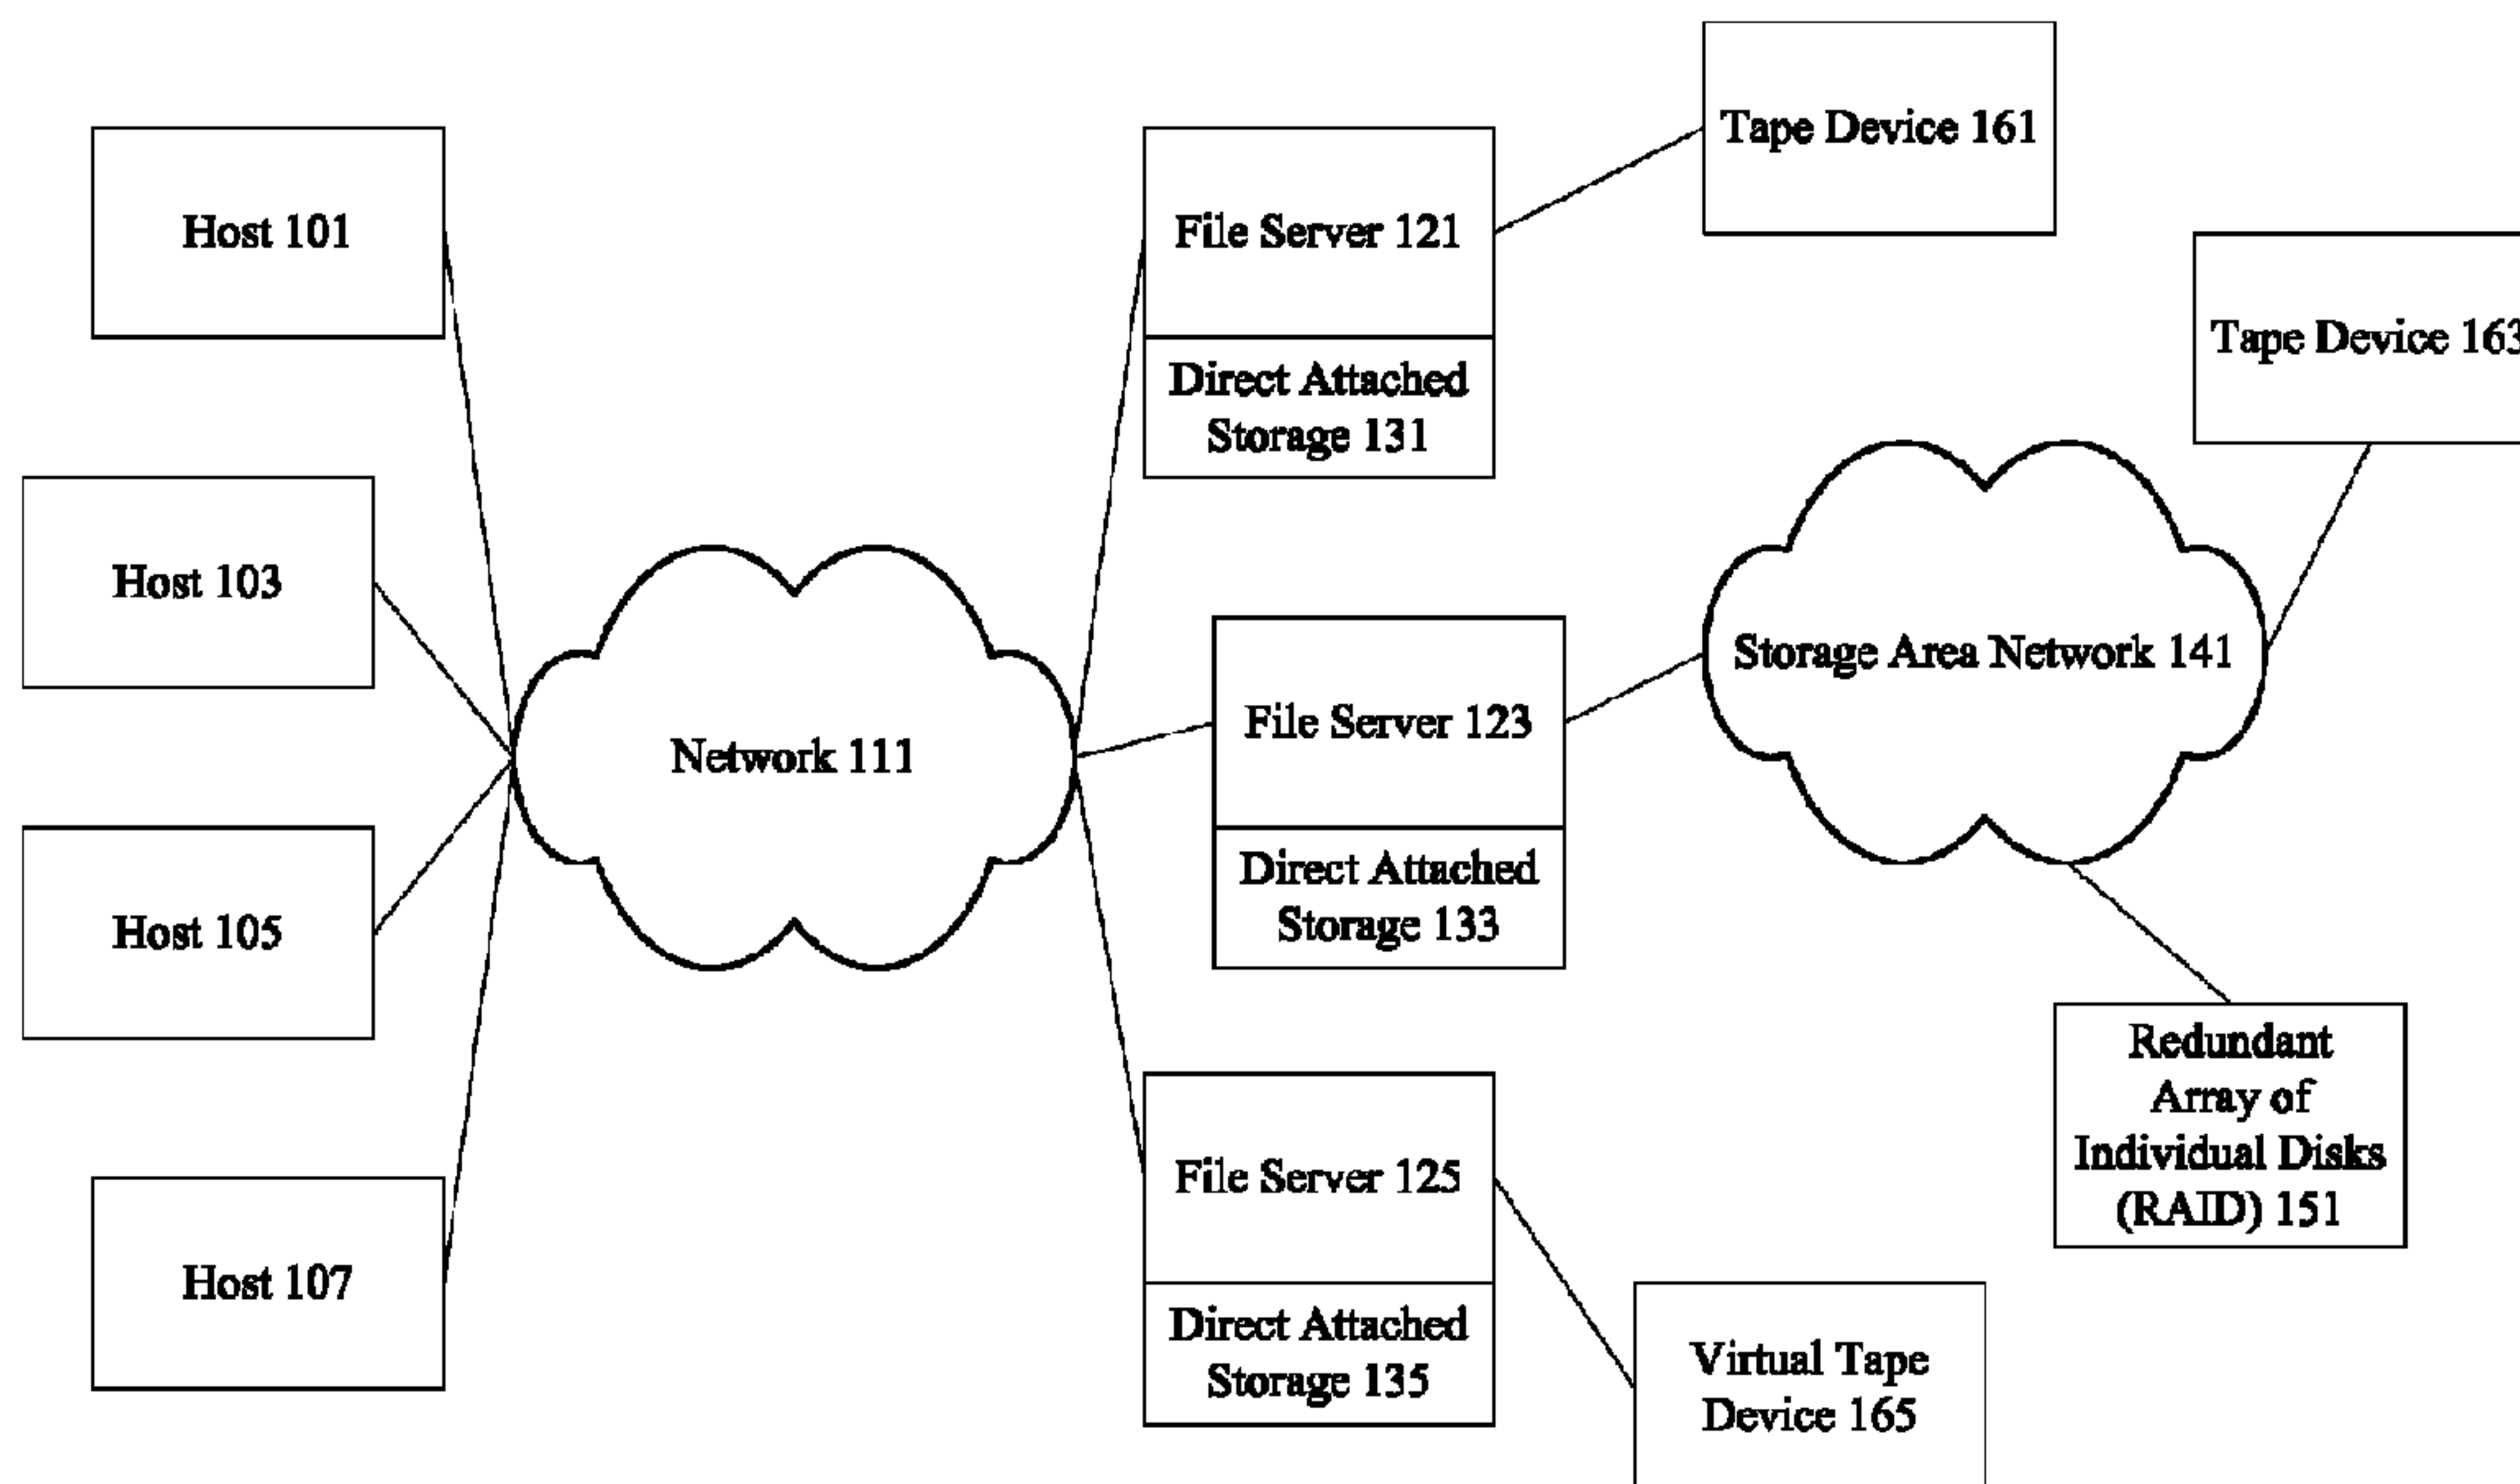 Tape Device 161
Host 101
File Server 121
Tape Device 163
Direct Attached
Storage 131
Host 103
Storage Area Network 141
File Server 123
Network 111
Direct Attached
Storage 133
Host 105
Redundant
Array of
Individual Disks
(RAID) 151
File Server 125
Host 107
Direct Attached
Storage 135
Virtual Tape
Device 165